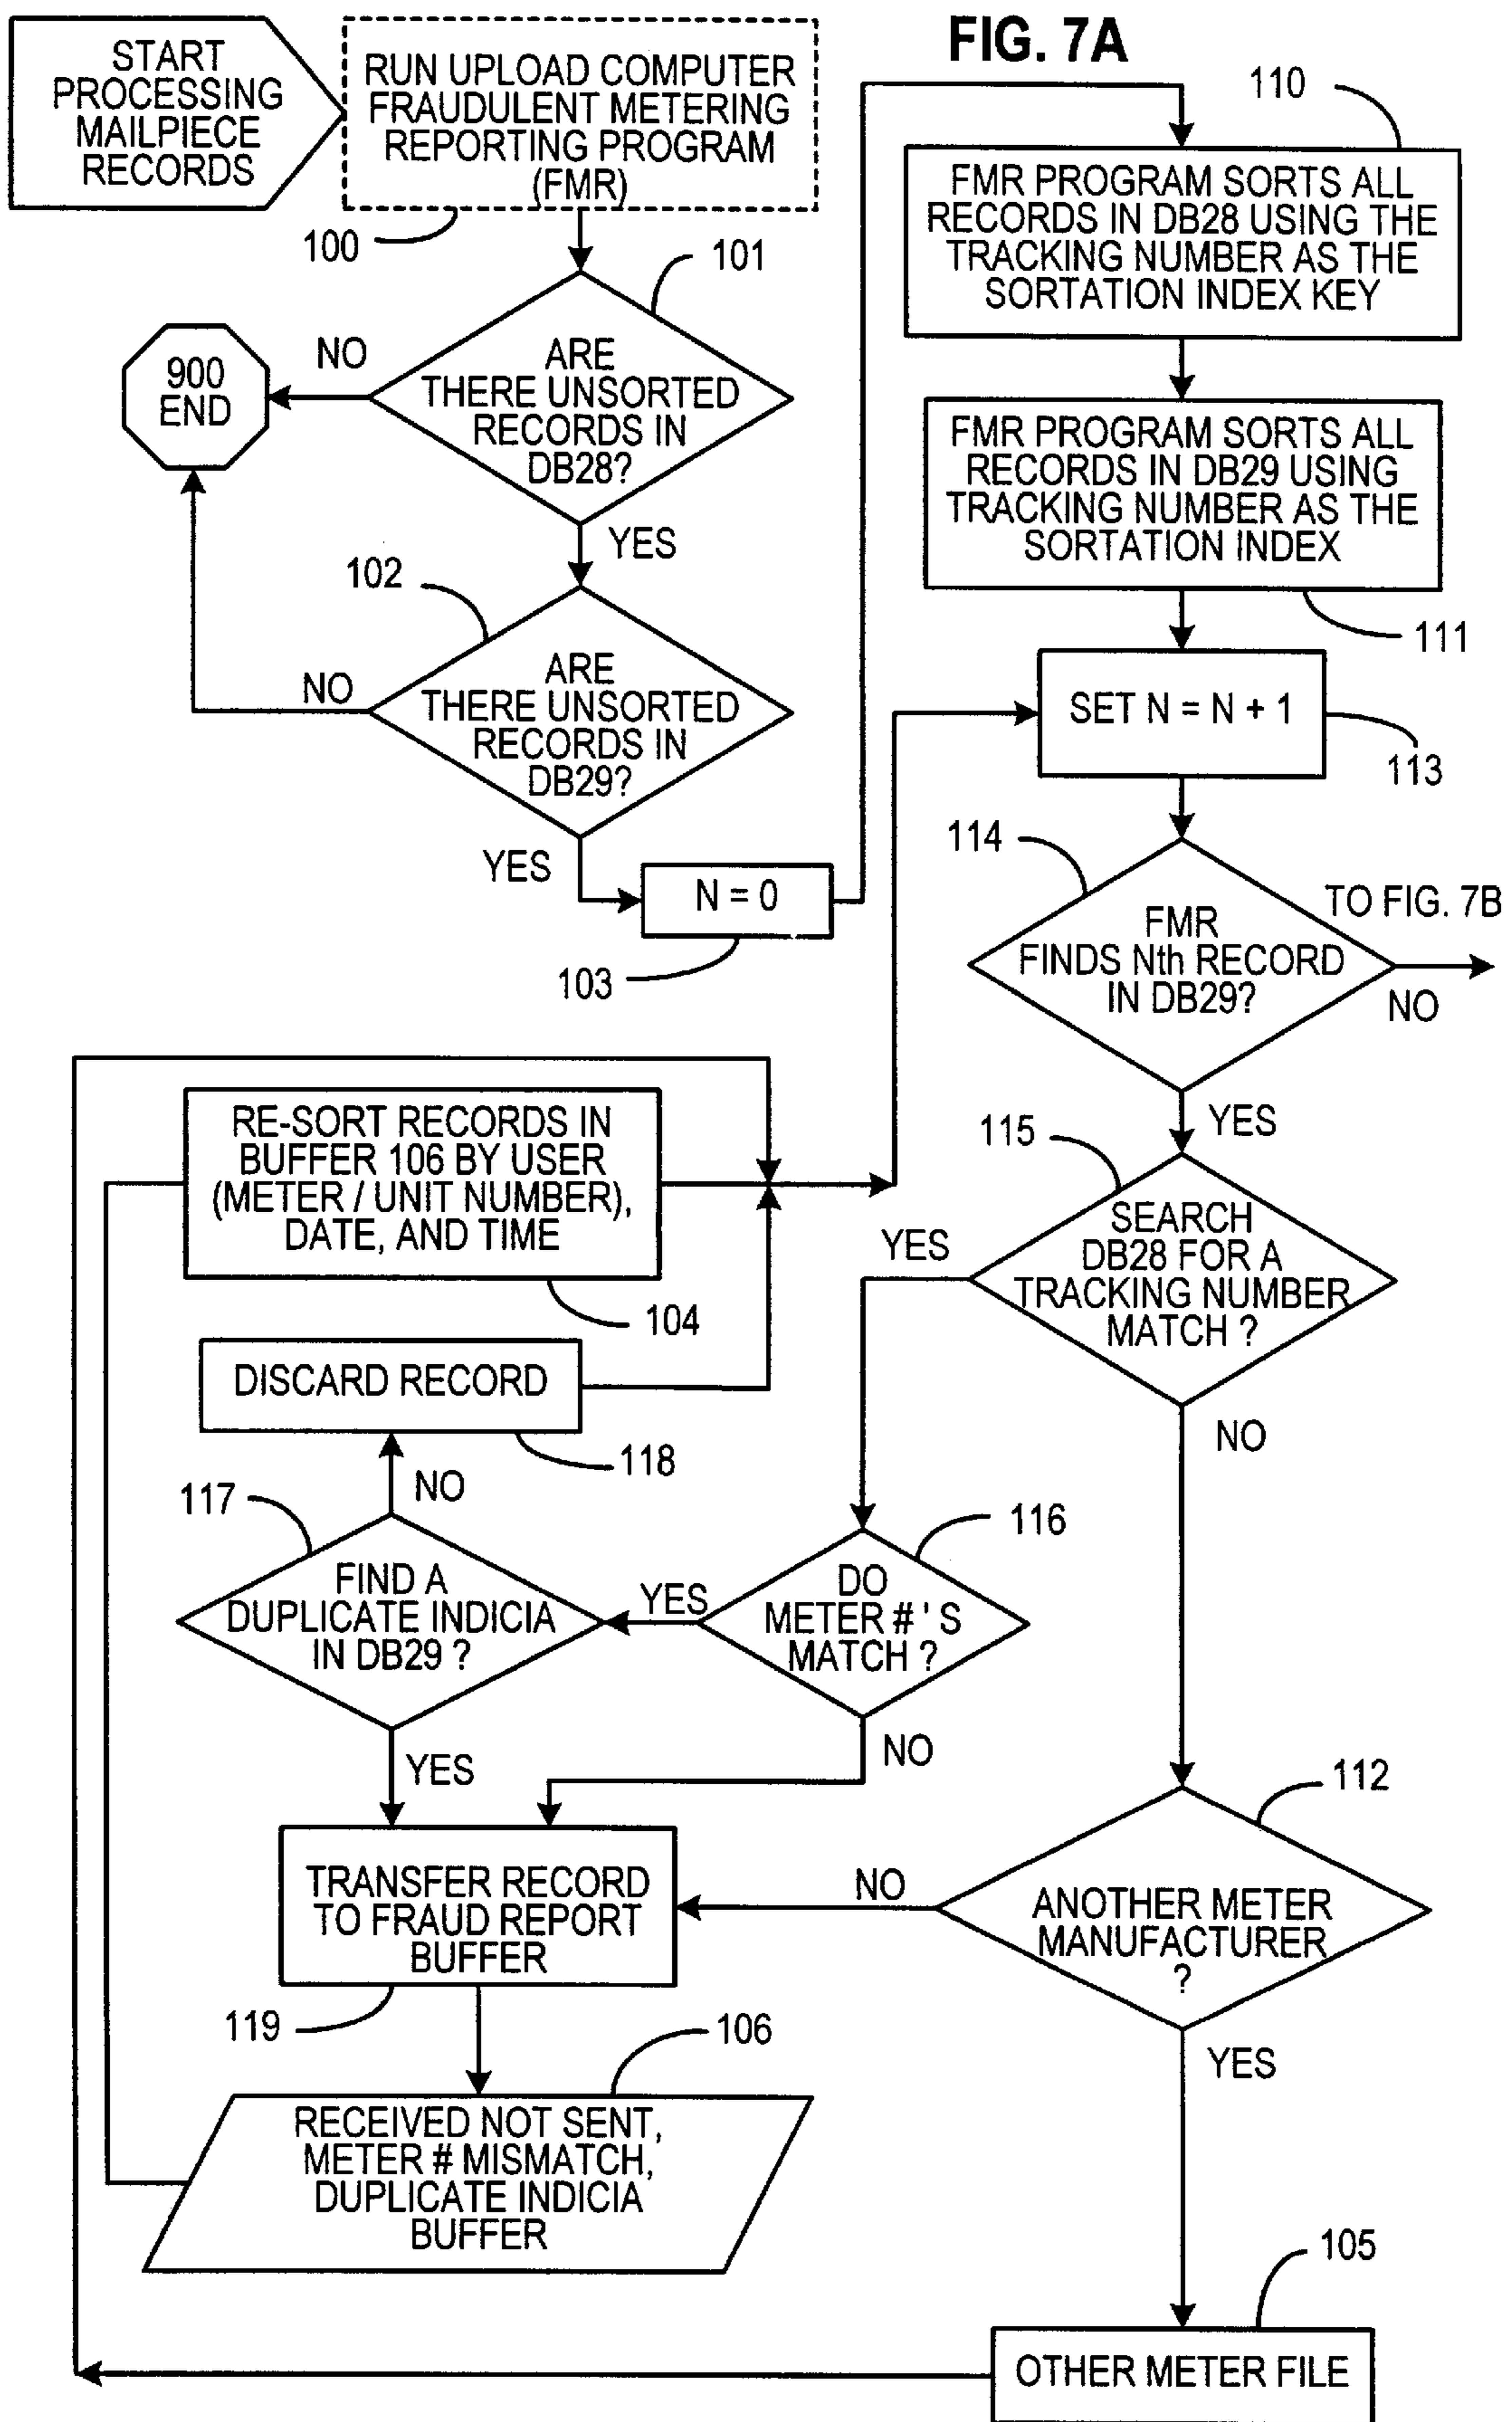 FIG. 7A
START
PROCESSING
MAILPIECE
RECORDS
RUN UPLOAD COMPUTER
FRAUDULENT METERING
REPORTING PROGRAM
(FMR)
100
101
ARE
THERE UNSORTED
RECORDS IN
DB28?
NO
900
END
YES
102
ARE
THERE UNSORTED
RECORDS IN
DB29?
NO
YES
N = 0
103
110
FMR PROGRAM SORTS ALL
RECORDS IN DB28 USING THE
TRACKING NUMBER AS THE
SORTATION INDEX KEY
FMR PROGRAM SORTS ALL
RECORDS IN DB29 USING
TRACKING NUMBER AS THE
SORTATION INDEX
111
SET N = N + 1
113
114
FMR
FINDS Nth RECORD
IN DB29?
TO FIG. 7B
NO
YES
115
SEARCH
DB28 FOR A
TRACKING NUMBER
MATCH ?
YES
NO
RE-SORT RECORDS IN
BUFFER 106 BY USER
(METER / UNIT NUMBER),
DATE, AND TIME
104
DISCARD RECORD
118
NO
117
FIND A
DUPLICATE INDICIA
IN DB29 ?
YES
116
DO
METER # ' S
MATCH ?
YES
NO
112
ANOTHER METER
MANUFACTURER
?
NO
YES
TRANSFER RECORD
TO FRAUD REPORT
BUFFER
119
106
RECEIVED NOT SENT,
METER # MISMATCH,
DUPLICATE INDICIA
BUFFER
105
OTHER METER FILE